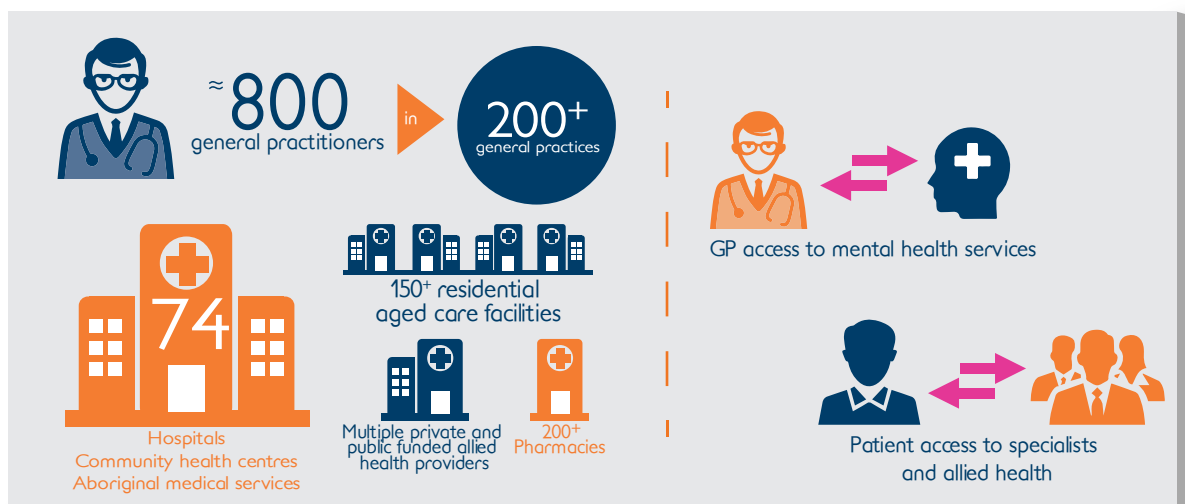 ≈ 800
general practitioners
in
200+
general practices
74
Hospitals
Community health centres
Aboriginal medical services
150+ residential
aged care facilities
Multiple private and
public funded allied
health providers
200+
Pharmacies
GP access to mental health services
Patient access to specialists
and allied health